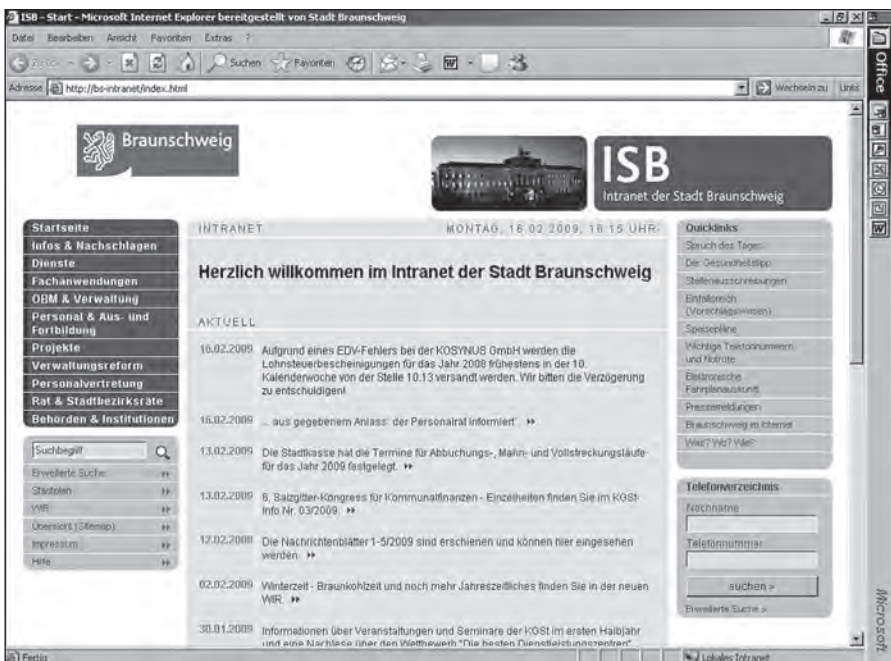 ISB - Start - Microsoft Internet Explorer bereitgestellt von Stadt Braunschweig
Datei Bearbeiten Ansicht Favoriten Extras ?
Zurück Suchen Favoriten
Adresse http://bs-intranet/index.html Wechseln zu Links
Office
Braunschweig
ISB
Intranet der Stadt Braunschweig
Startseite
Infos & Nachschlagen
Dienste
Fachanwendungen
OBM & Verwaltung
Personal & Aus- und
Fortbildung
Projekte
Verwaltungsreform
Personalvertretung
Rat & Stadtbezirksräte
Behörden & Institutionen
Suchbegriff
Erweiterte Suche
Stadtplan
WIR
Übersicht (Sitemap)
Impressum
Hilfe
INTRANET MONTAG, 16.02.2009, 16:15 UHR
Herzlich willkommen im Intranet der Stadt Braunschweig
AKTUELL
16.02.2009 Aufgrund eines EDV-Fehlers bei der KOSYNUS GmbH werden die
Lohnsteuerbescheinigungen für das Jahr 2008 frühestens in der 10.
Kalenderwoche von der Stelle 10.13 versandt werden. Wir bitten die Verzögerung
zu entschuldigen!
16.02.2009 ... aus gegebenem Anlass: der Personalrat informiert
13.02.2009 Die Stadtkasse hat die Termine für Abbuchungs-, Mahn- und Vollstreckungsläufe
für das Jahr 2009 festgelegt.
13.02.2009 6. Salzgitter-Kongress für Kommunalfinanzen - Einzelheiten finden Sie im KGSt-
Info Nr. 03/2009.
12.02.2009 Die Nachrichtenblätter 1-5/2009 sind erschienen und können hier eingesehen
werden.
02.02.2009 Winterzeit - Braunkohlzeit und noch mehr Jahreszeitliches finden Sie in der neuen
WIR.
30.01.2009 Informationen über Veranstaltungen und Seminare der KGSt im ersten Halbjahr
und eine Nachlese über den Wettbewerb "Die besten Dienstleistungszentren"
Quicklinks
Spruch des Tages
Der Gesundheitstipp
Stellenausschreibungen
Einfallsreich
(Vorschlagswesen)
Speisepläne
Wichtige Telefonnummern
und Notrufe
Elektronische
Fahrplanauskunft
Pressemeldungen
Braunschweig im Internet
Was? Wo? Wie?
Telefonverzeichnis
Nachname
Telefonnummer
suchen >
Erweiterte Suche >
Microsoft
Fertig Lokales Intranet